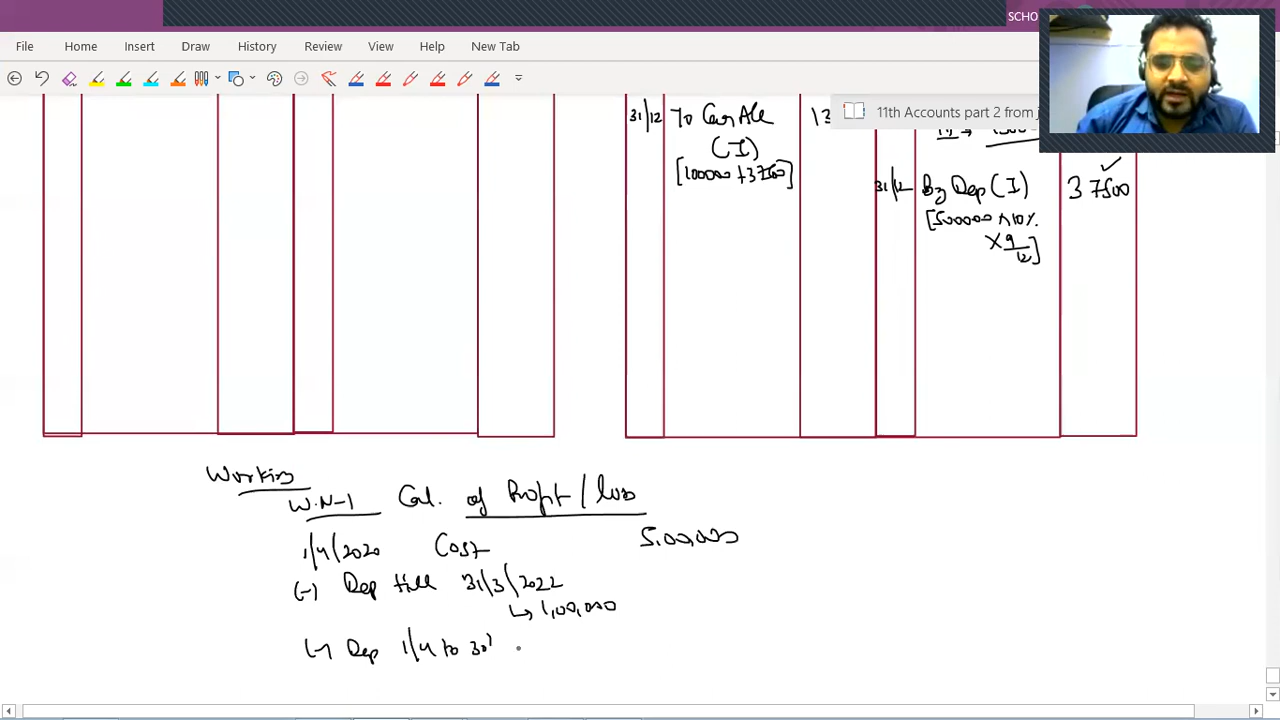 SCHO
File Home Insert Draw History Review View Help New Tab
11th Accounts part 2 from j
31/12 To Car A/c 13
(I)
[100000+37500]
31/12 By Dep (I) 37500
[500000 x 10%
x 9/12]
Working
W.N-1 Cal. of Profit / loss
1/4/2020 Cost 5,00,000
(-) Dep till 31/3/2022
↳ 1,00,000
(-) Dep 1/4 to 30/